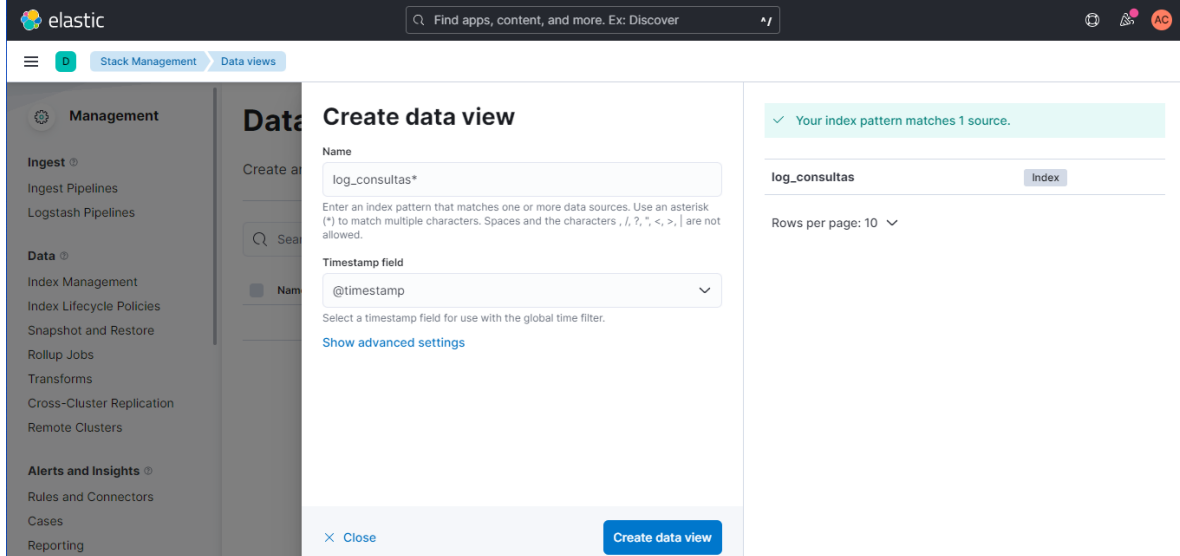 elastic
Find apps, content, and more. Ex: Discover
^/
AC
D
Stack Management
Data views
Management
Ingest
Ingest Pipelines
Logstash Pipelines
Data
Index Management
Index Lifecycle Policies
Snapshot and Restore
Rollup Jobs
Transforms
Cross-Cluster Replication
Remote Clusters
Alerts and Insights
Rules and Connectors
Cases
Reporting
Data
Create a
Sear
Nam
Create data view
Name
log_consultas*
Enter an index pattern that matches one or more data sources. Use an asterisk
(*) to match multiple characters. Spaces and the characters , /, ?, ", <, >, | are not
allowed.
Timestamp field
@timestamp
Select a timestamp field for use with the global time filter.
Show advanced settings
Close
Create data view
Your index pattern matches 1 source.
log_consultas
Index
Rows per page: 10